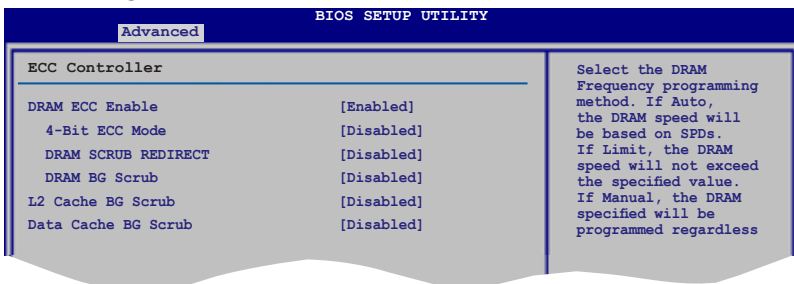 BIOS SETUP UTILITY
Advanced
ECC Controller
DRAM ECC Enable [Enabled]
4-Bit ECC Mode [Disabled]
DRAM SCRUB REDIRECT [Disabled]
DRAM BG Scrub [Disabled]
L2 Cache BG Scrub [Disabled]
Data Cache BG Scrub [Disabled]
Select the DRAM
Frequency programming
method. If Auto,
the DRAM speed will
be based on SPDs.
If Limit, the DRAM
speed will not exceed
the specified value.
If Manual, the DRAM
specified will be
programmed regardless